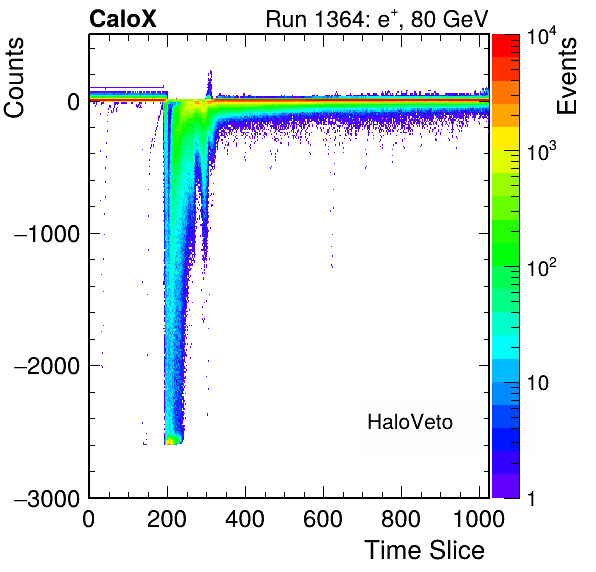 CaloX Run 1364: e⁺, 80 GeV
Counts
Events
0
−1000
−2000
−3000
10⁴
10³
10²
10
1
HaloVeto
0 200 400 600 800 1000
Time Slice